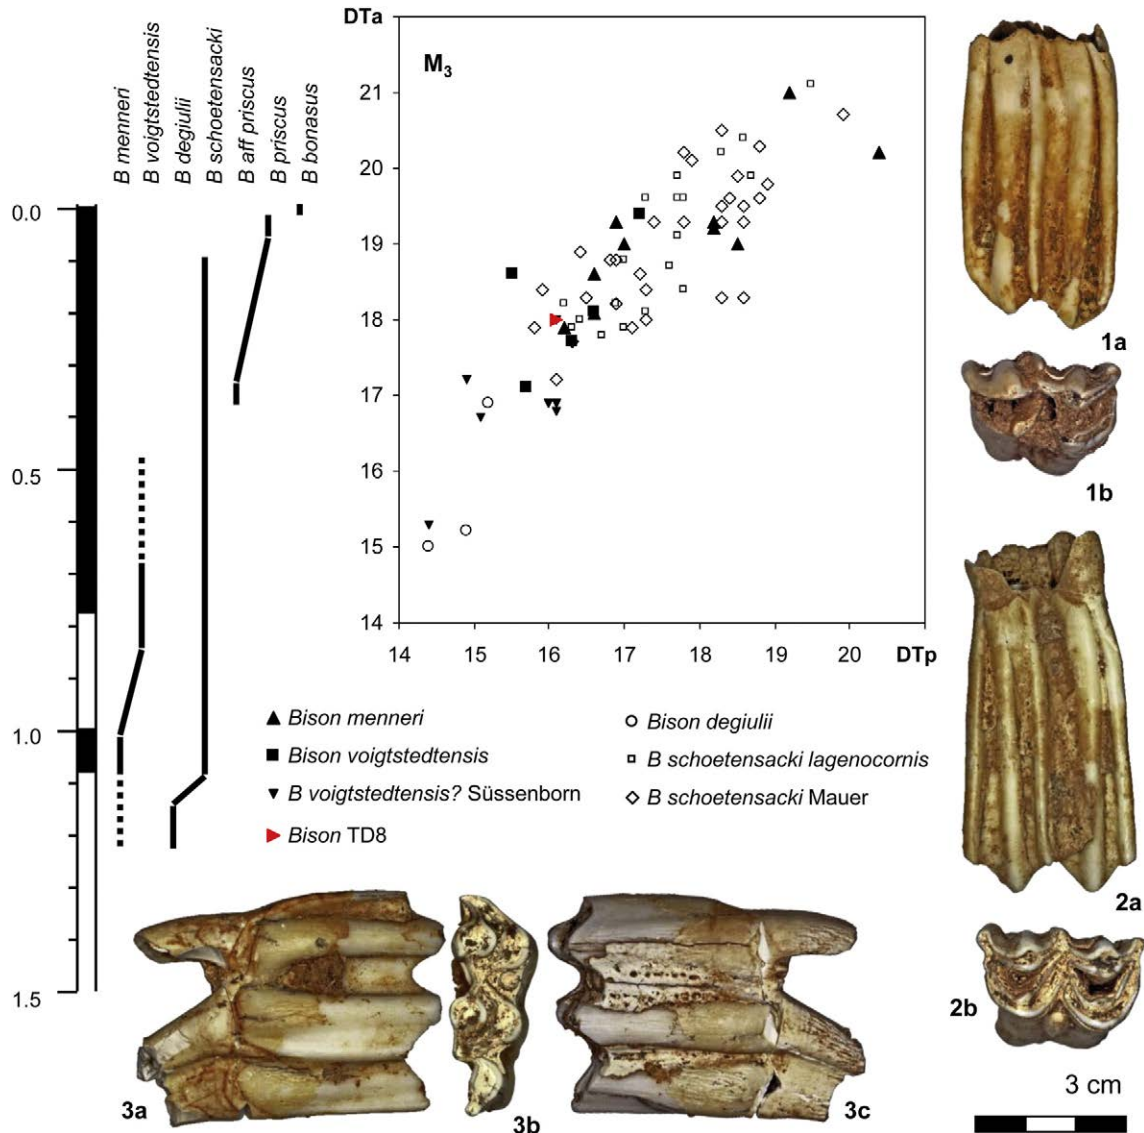 B menneri
B voigtstedtensis
B degiulii
B schoetensacki
B aff priscus
B priscus
B bonasus
0.0
0.5
1.0
1.5
DTa
M3
21
20
19
18
17
16
15
14
14 15 16 17 18 19 20 DTp
Bison menneri
Bison voigtstedtensis
B voigtstedtensis? Süssenborn
Bison TD8
Bison degiulii
B schoetensacki lagenocornis
B schoetensacki Mauer
1a
1b
2a
2b
3a
3b
3c
3 cm